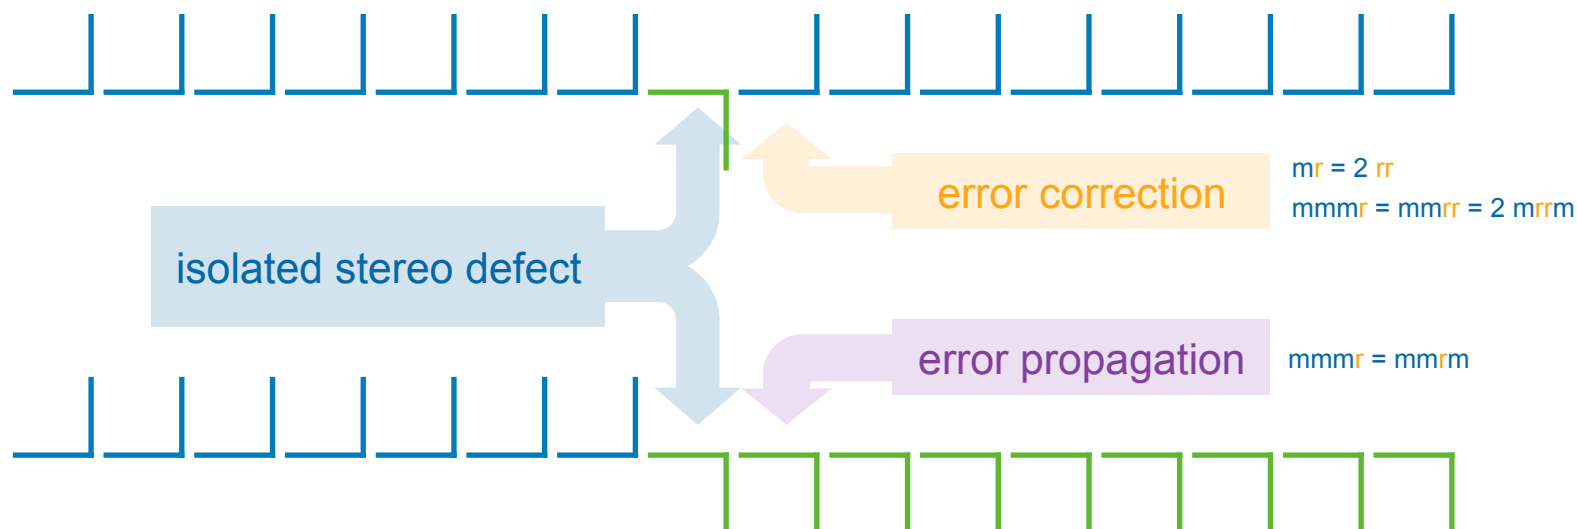 error correction
mr = 2 rr
mmmr = mmrr = 2 mrrm
isolated stereo defect
error propagation
mmmr = mmrm